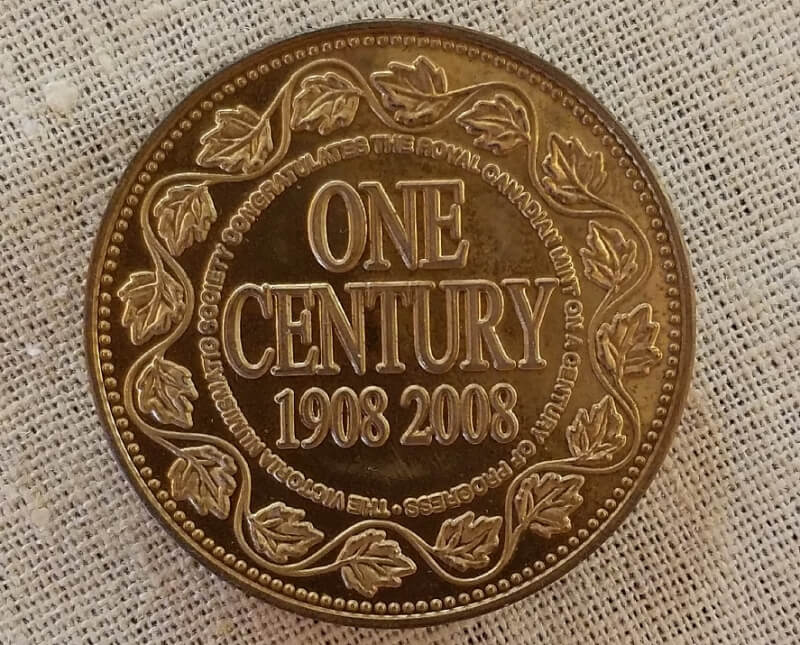 ONE
CENTURY
1908 2008
THE VICTORIA NUMISMATIC SOCIETY CONGRATULATES THE ROYAL CANADIAN MINT ON A CENTURY OF PROGRESS •